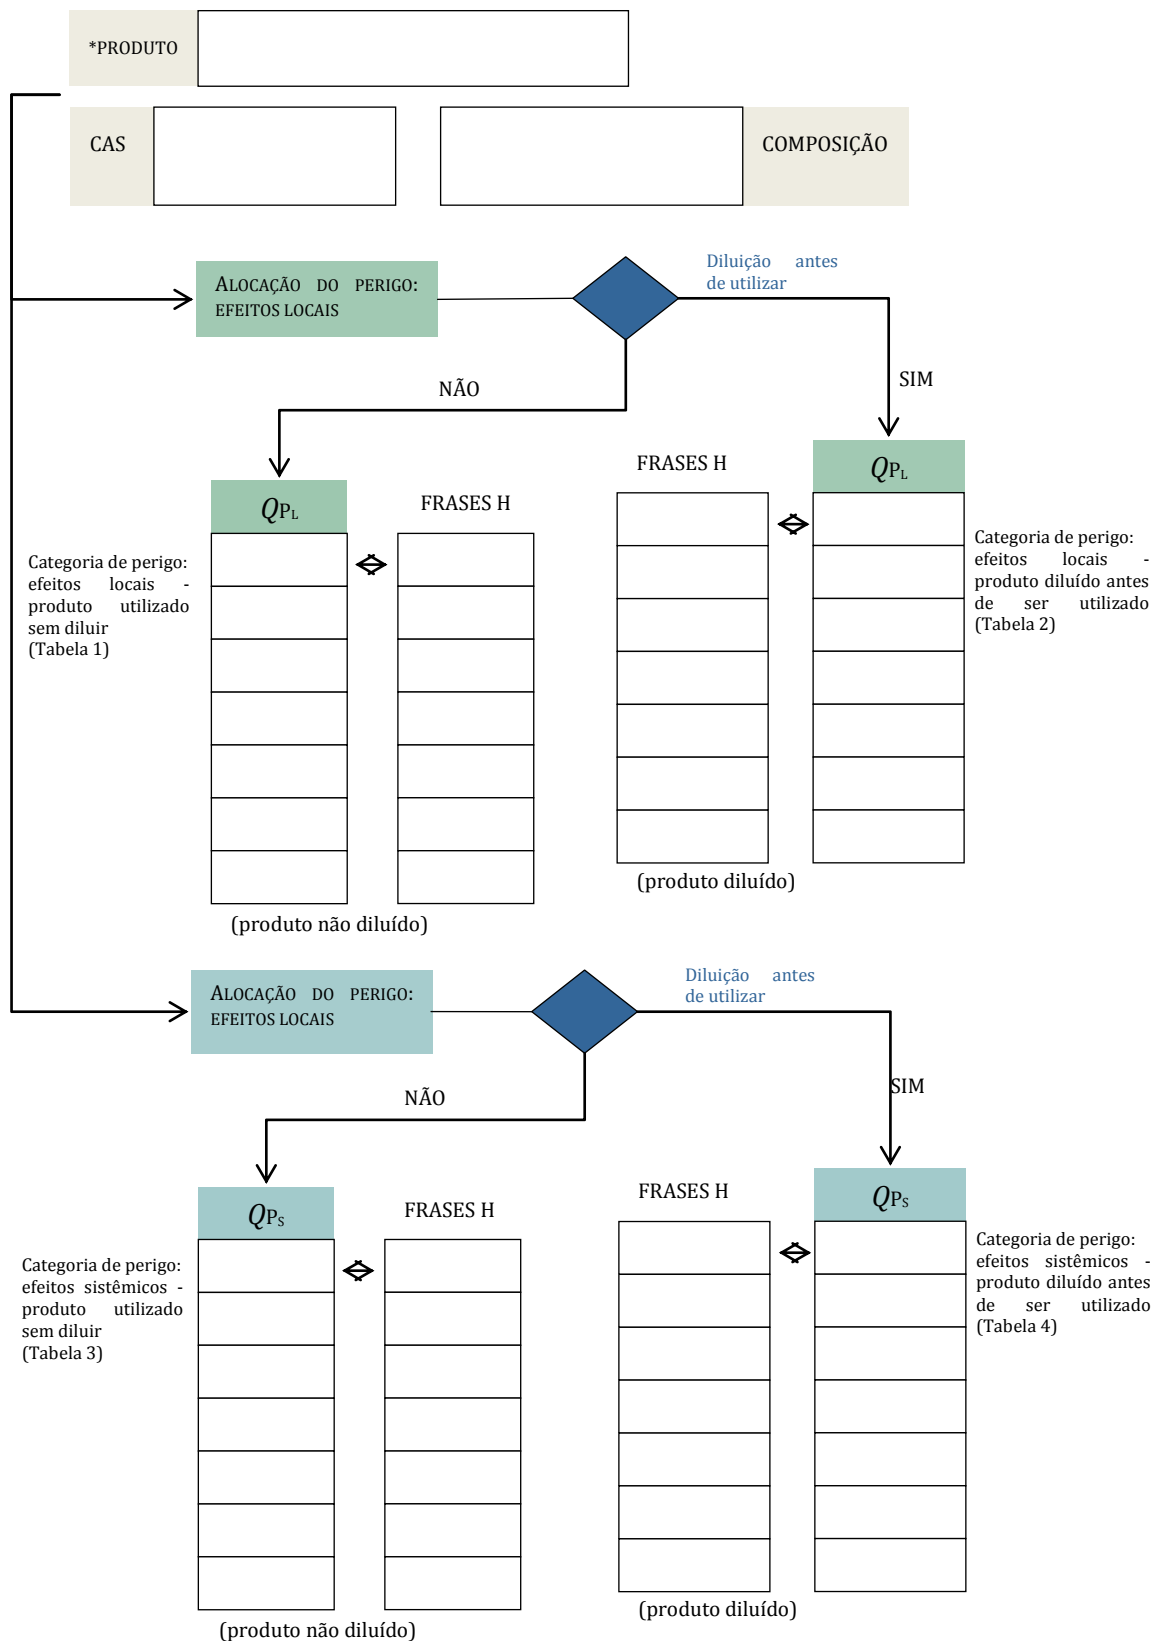 *PRODUTO
CAS
COMPOSIÇÃO
ALOCAÇÃO DO PERIGO:
EFEITOS LOCAIS
Diluição antes
de utilizar
NÃO
SIM
FRASES H
QPL
QPL
FRASES H
Categoria de perigo:
efeitos locais -
produto utilizado
sem diluir
(Tabela 1)
Categoria de perigo:
efeitos locais -
produto diluído antes
de ser utilizado
(Tabela 2)
(produto diluído)
(produto não diluído)
ALOCAÇÃO DO PERIGO:
EFEITOS LOCAIS
Diluição antes
de utilizar
NÃO
SIM
FRASES H
QPS
QPS
FRASES H
Categoria de perigo:
efeitos sistêmicos -
produto utilizado
sem diluir
(Tabela 3)
Categoria de perigo:
efeitos sistêmicos -
produto diluído antes
de ser utilizado
(Tabela 4)
(produto diluído)
(produto não diluído)